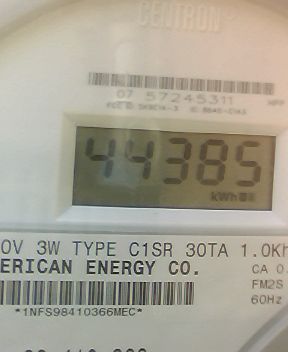 CENTRON
07 57245311
44385
kWh
0V 3W TYPE C1SR 30TA 1.0Kh
ERICAN ENERGY CO.
CA 0.
FM2S
60Hz
*1NFS98410366MEC*